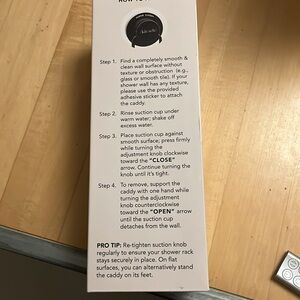 Step 1. Find a completely smooth &
clean wall surface without
texture or obstruction (e.g.,
glass or smooth tile). If your
shower wall has any texture,
please use the provided
adhesive sticker to attach
the caddy.
Step 2. Rinse suction cup under
warm water; shake off
excess water.
Step 3. Place suction cup against
smooth surface; press firmly
while turning the
adjustment knob clockwise
toward the "CLOSE"
arrow. Continue turning the
knob until it's tight.
Step 4. To remove, support the
caddy with one hand while
turning the adjustment
knob counterclockwise
toward the "OPEN" arrow
until the suction cup
detaches from the wall.
PRO TIP: Re-tighten suction knob
regularly to ensure your shower rack
stays securely in place. On flat
surfaces, you can alternatively stand
the caddy on its feet.